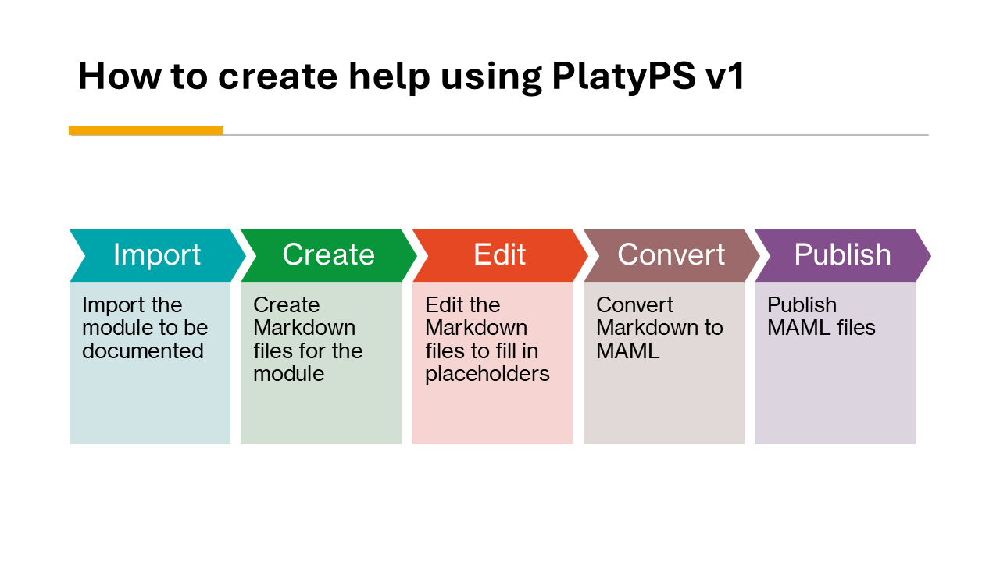 How to create help using PlatyPS v1
Import
Create
Edit
Convert
Publish
Import the
module to be
documented
Create
Markdown
files for the
module
Edit the
Markdown
files to fill in
placeholders
Convert
Markdown to
MAML
Publish
MAML files